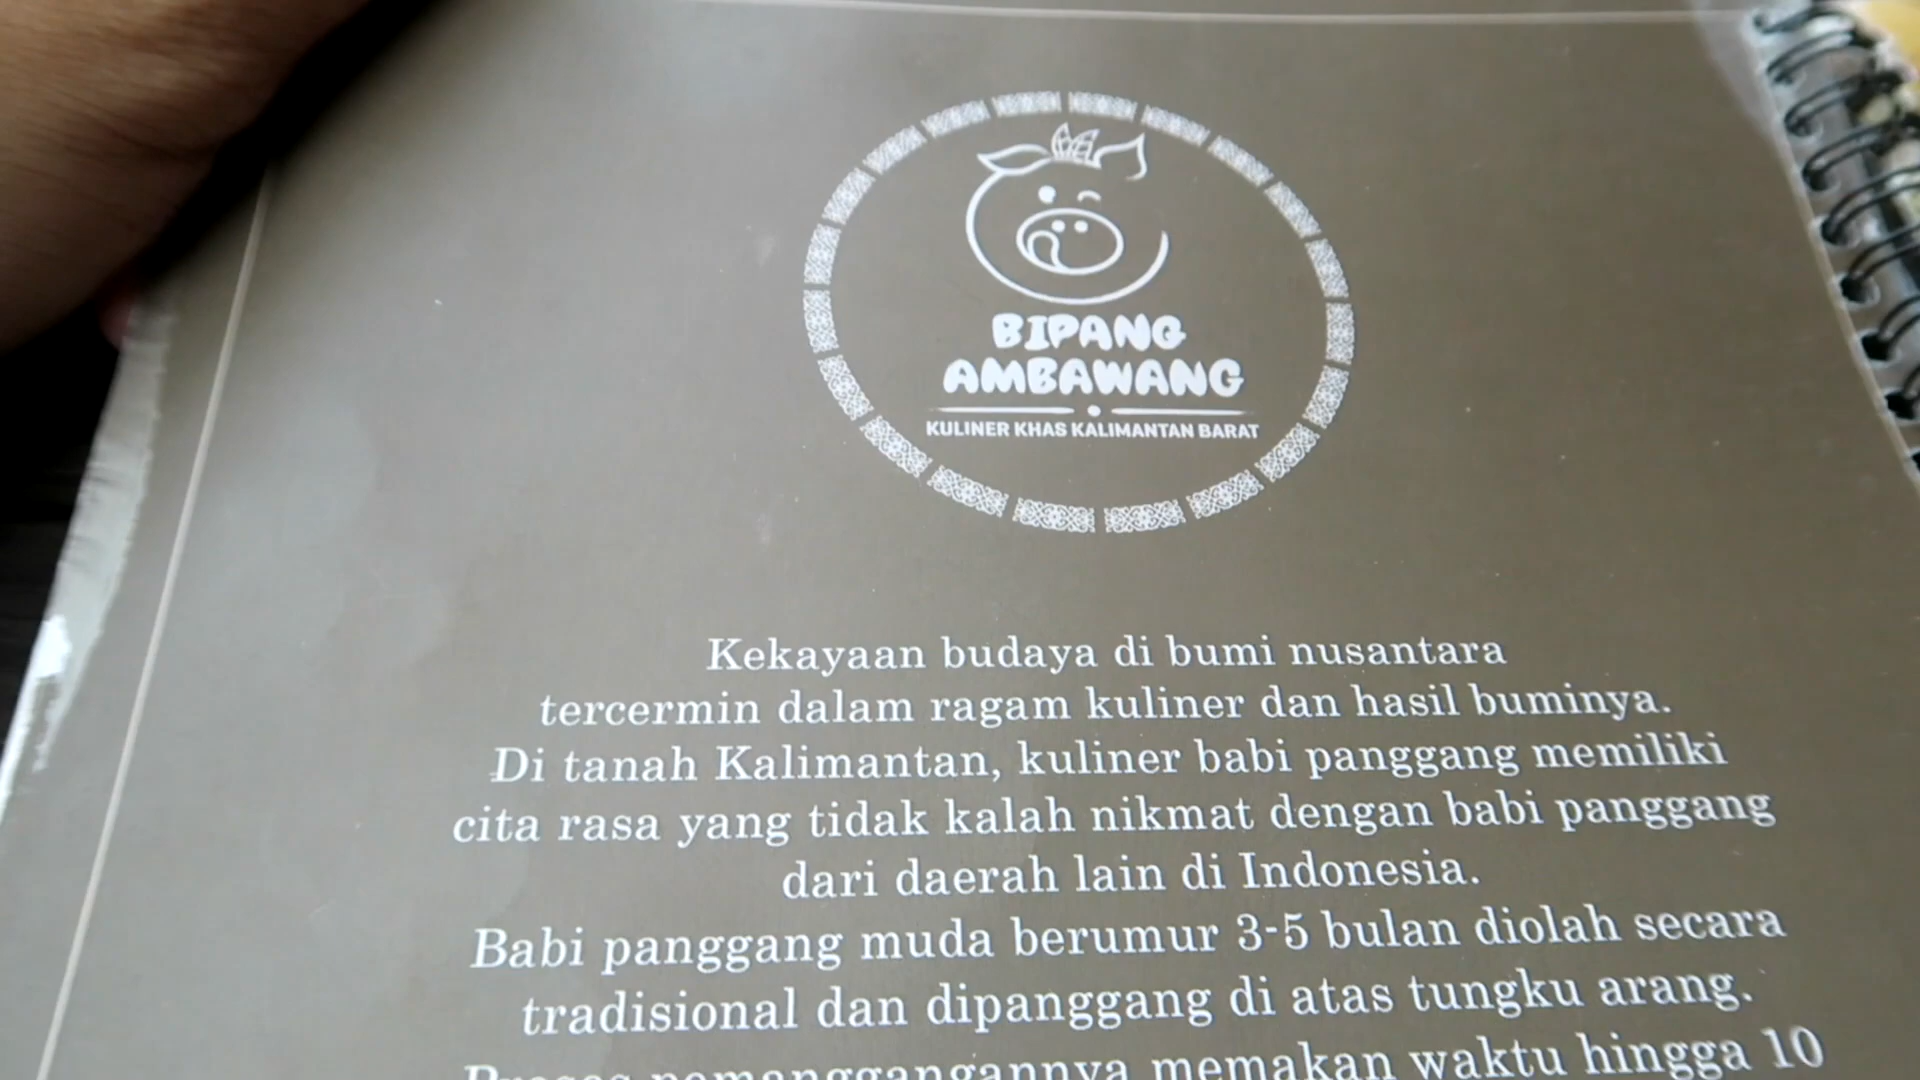 BIPANG
AMBAWANG
KULINER KHAS KALIMANTAN BARAT
Kekayaan budaya di bumi nusantara
tercermin dalam ragam kuliner dan hasil buminya.
Di tanah Kalimantan, kuliner babi panggang memiliki
cita rasa yang tidak kalah nikmat dengan babi panggang
dari daerah lain di Indonesia.
Babi panggang muda berumur 3-5 bulan diolah secara
tradisional dan dipanggang di atas tungku arang.
Proses pemanggangannya memakan waktu hingga 10